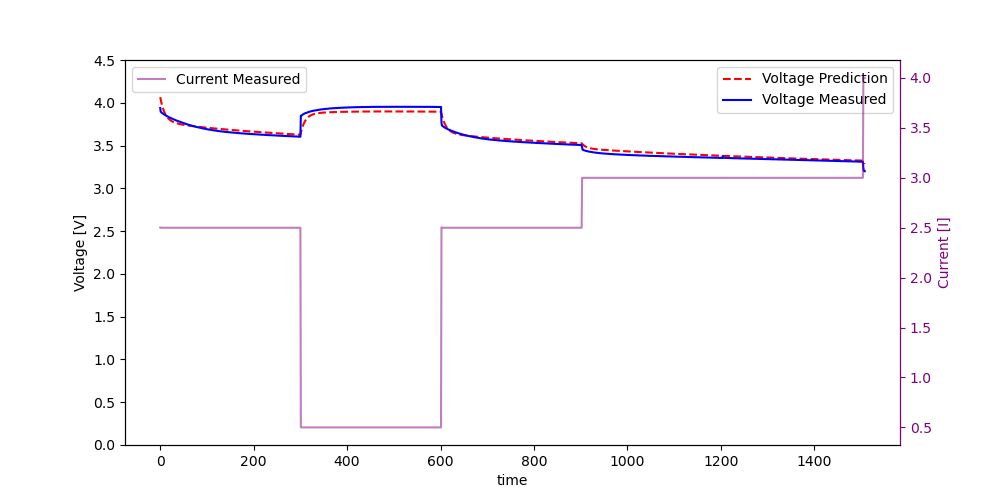 Current Measured
Voltage Prediction
Voltage Measured
4.5
4.0
3.5
3.0
2.5
2.0
1.5
1.0
0.5
0.0
Voltage [V]
4.0
3.5
3.0
2.5
2.0
1.5
1.0
0.5
Current [I]
0 200 400 600 800 1000 1200 1400
time